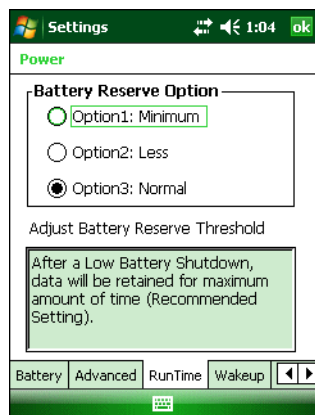 Settings 1:04 ok
Power
Battery Reserve Option
Option1: Minimum
Option2: Less
Option3: Normal
Adjust Battery Reserve Threshold
After a Low Battery Shutdown,
data will be retained for maximum
amount of time (Recommended
Setting).
Battery Advanced RunTime Wakeup